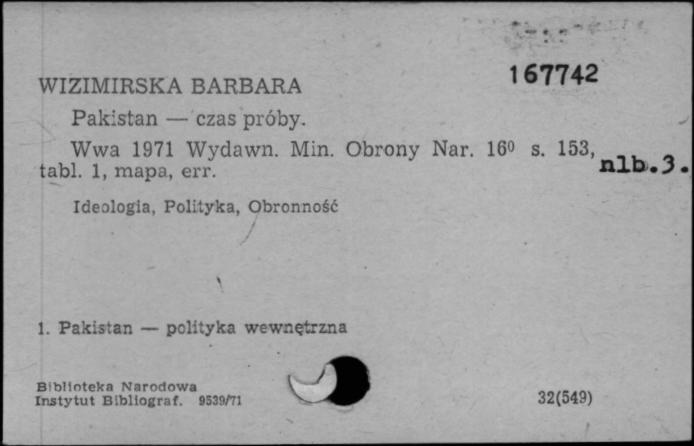 167742
WIZIMIRSKA BARBARA
Pakistan — czas próby.
Wwa 1971 Wydawn. Min. Obrony Nar. 16⁰ s. 153, nlb.3.
tabl. 1, mapa, err.
Ideologia, Polityka, Obronność
1. Pakistan — polityka wewnętrzna
Biblioteka Narodowa
Instytut Bibliograf. 9539/71
32(549)